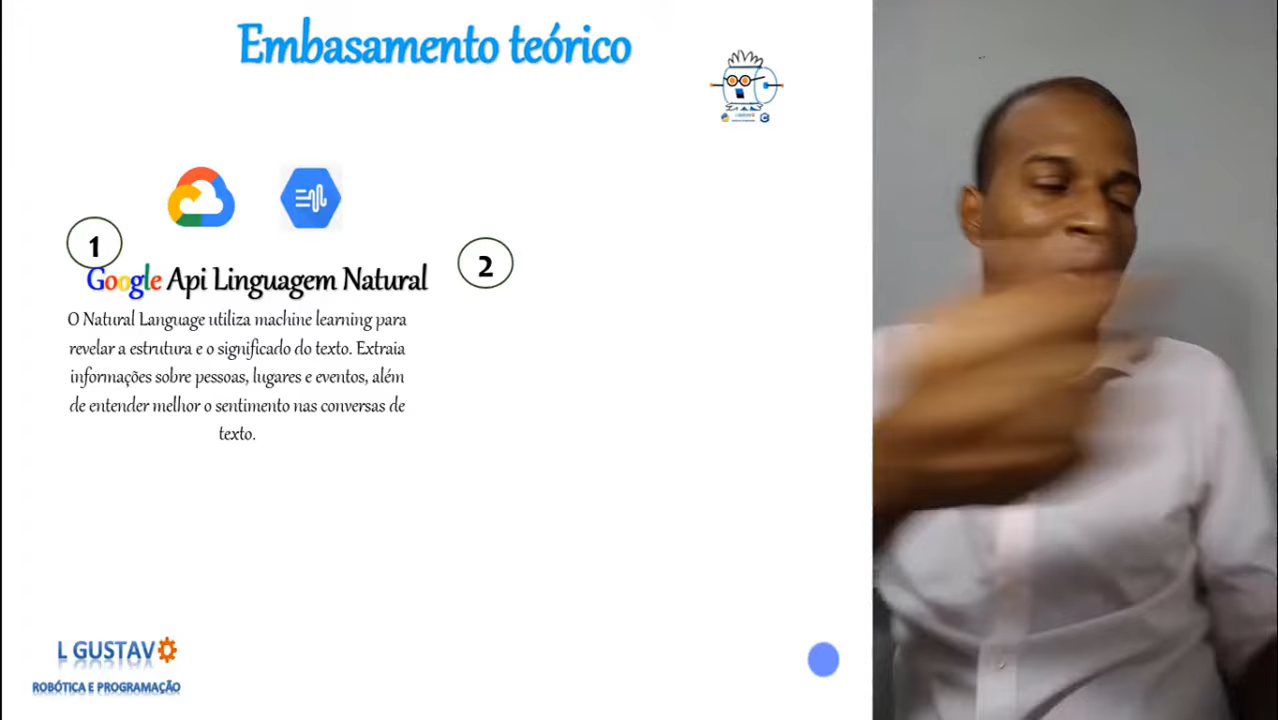 Embasamento teórico
1
2
Google Api Linguagem Natural
O Natural Language utiliza machine learning para
revelar a estrutura e o significado do texto. Extraia
informações sobre pessoas, lugares e eventos, além
de entender melhor o sentimento nas conversas de
texto.
L GUSTAVO
ROBÓTICA E PROGRAMAÇÃO